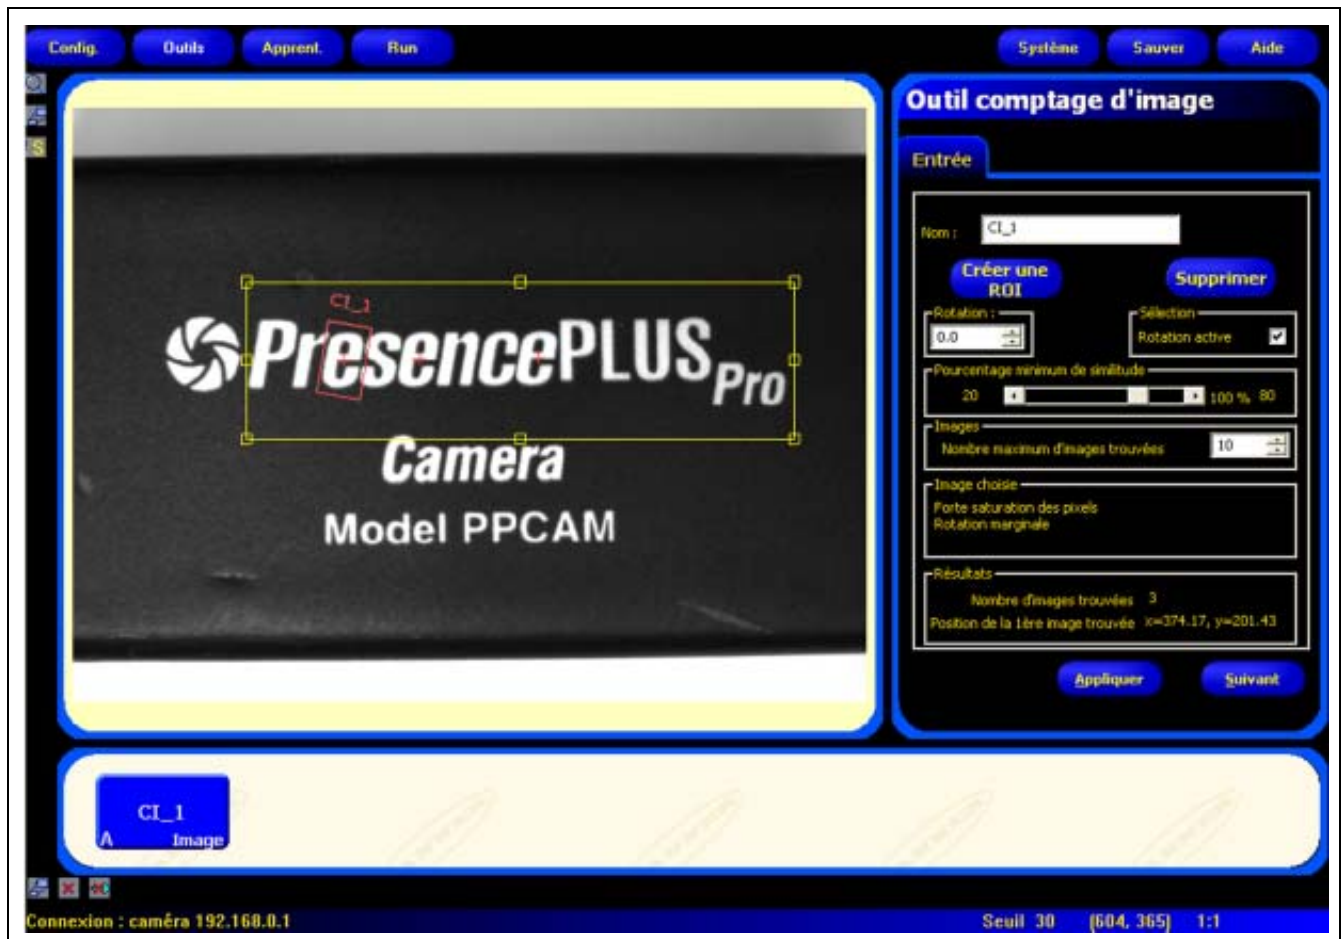 Config. Outils Apprent. Run Système Sauver Aide
S
Outil comptage d'image
Entrée
Nom : CI_1
Créer une ROI
Supprimer
Rotation :
0.0
Sélection
Rotation active
Pourcentage minimum de similitude
20 100 % 80
Images
Nombre maximum d'images trouvées 10
Image choisie
Forte saturation des pixels
Rotation marginale
Résultats
Nombre d'images trouvées 3
Position de la 1ère image trouvée x=374.17, y=201.43
Appliquer Suivant
CI_1
PresencePLUS Pro
Camera
Model PPCAM
CI_1
A Image
Connexion : caméra 192.168.0.1 Seuil 30 (604, 365) 1:1